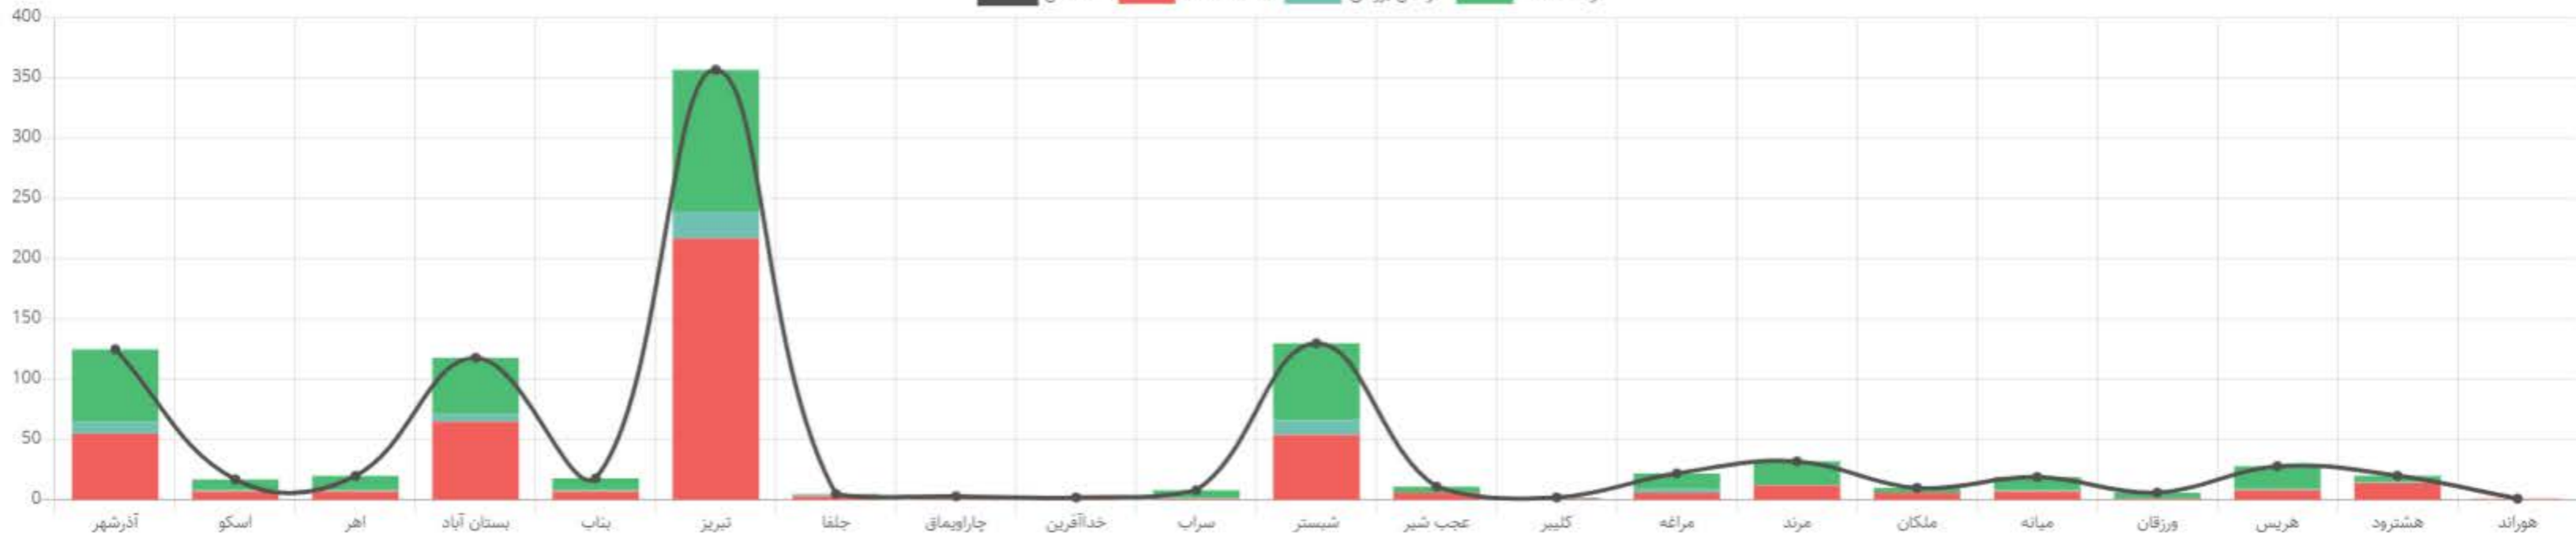 400
350
300
250
200
150
100
50
0
آذرشهر
اسکو
اهر
بستان آباد
بناب
تبریز
جلفا
چاراویماق
خداآفرین
سراب
شبستر
عجب شیر
کلیبر
مراغه
مرند
ملکان
میانه
ورزقان
هریس
هشترود
هوراند